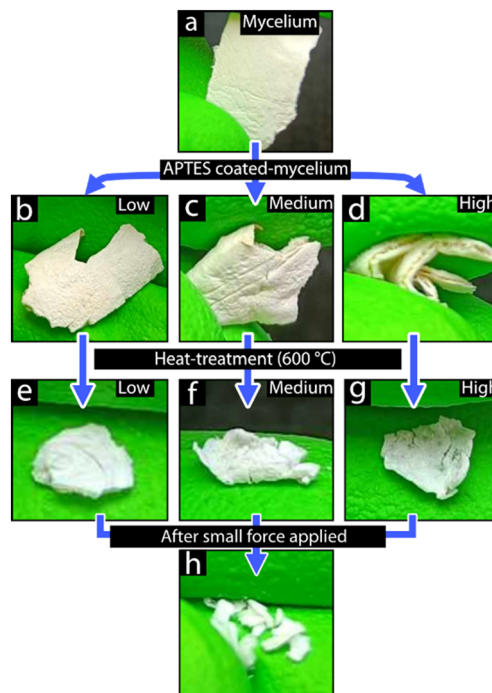 a Mycelium
APTES coated-mycelium
b Low
c Medium
d High
Heat-treatment (600 °C)
e Low
f Medium
g High
After small force applied
h